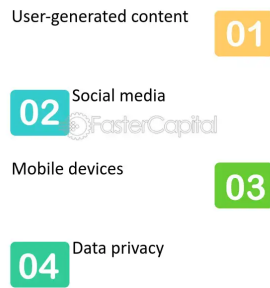 User-generated content
01
02
Social media
FasterCapital
Mobile devices
03
04
Data privacy